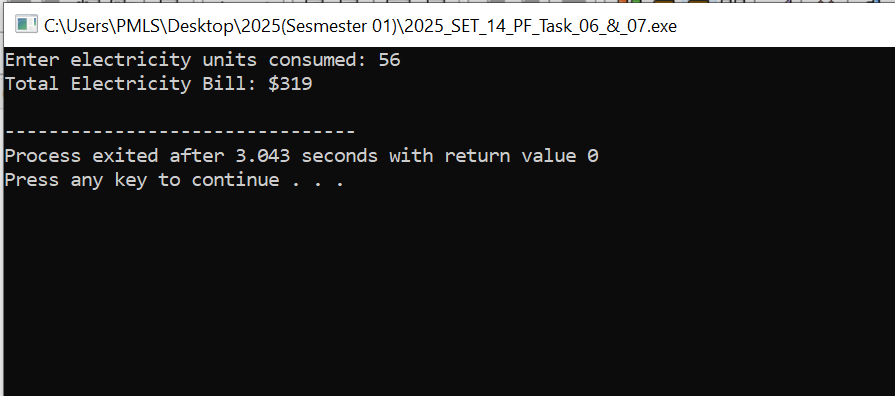 C:\Users\PMLS\Desktop\2025(Sesmester 01)\2025_SET_14_PF_Task_06_&_07.exe
Enter electricity units consumed: 56
Total Electricity Bill: $319
--------------------------------
Process exited after 3.043 seconds with return value 0
Press any key to continue . . .